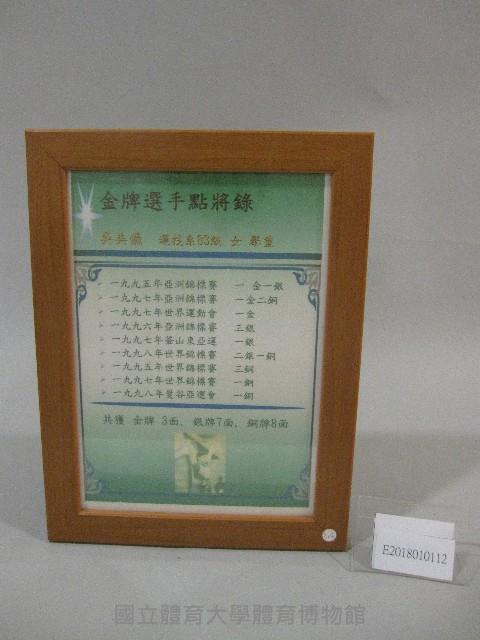 金牌選手點將錄
吳美儀 運技系83級 女 舉重
一九九五年亞洲錦標賽 一金一銀
一九九七年亞洲錦標賽 一金二銅
一九九七年世界運動會 一金
一九九六年亞洲錦標賽 三銀
一九九七年釜山東亞運 一銀
一九九八年世界錦標賽 二銀一銅
一九九五年世界錦標賽 三銅
一九九七年世界錦標賽 一銅
一九九八年曼谷亞運會 一銅
共獲 金牌 3面、銀牌7面、銅牌8面
E2018010112
國立體育大學體育博物館